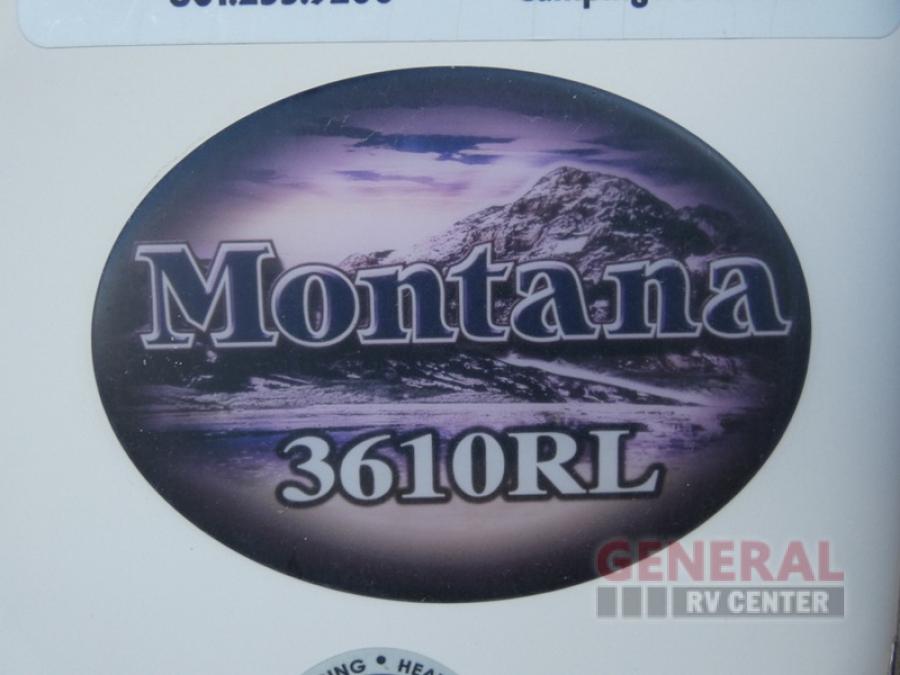 Montana
3610RL
GENERAL
RV CENTER